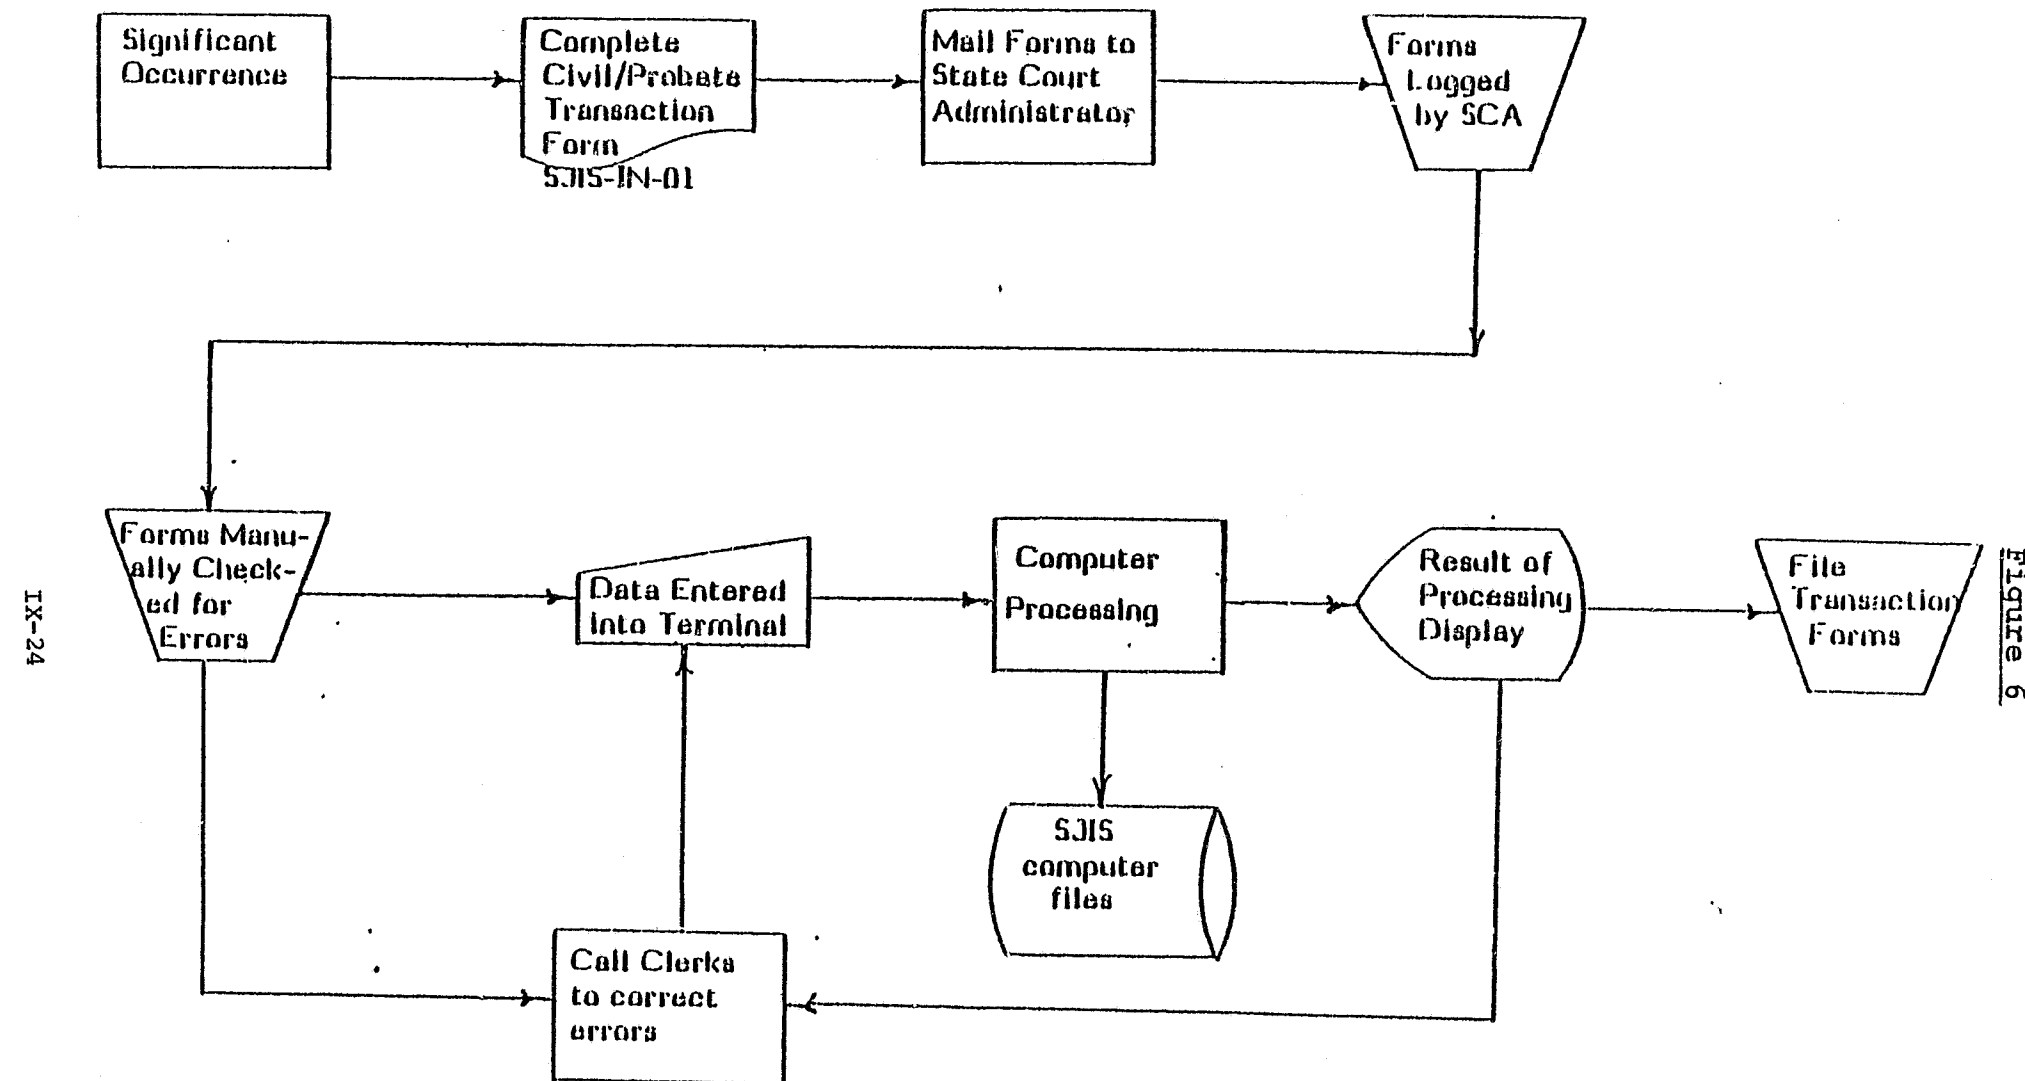 Significant
Occurrence
Complete
Civil/Probate
Transaction
Form
SJIS-IN-01
Mail Forms to
State Court
Administrator
Forms
Logged
by SCA
Forms Manu-
ally Check-
ed for
Errors
Data Entered
into Terminal
Computer
Processing
Result of
Processing
Display
File
Transaction
Forms
SJIS
computer
files
Call Clerks
to correct
errors
IX-24
Figure 6